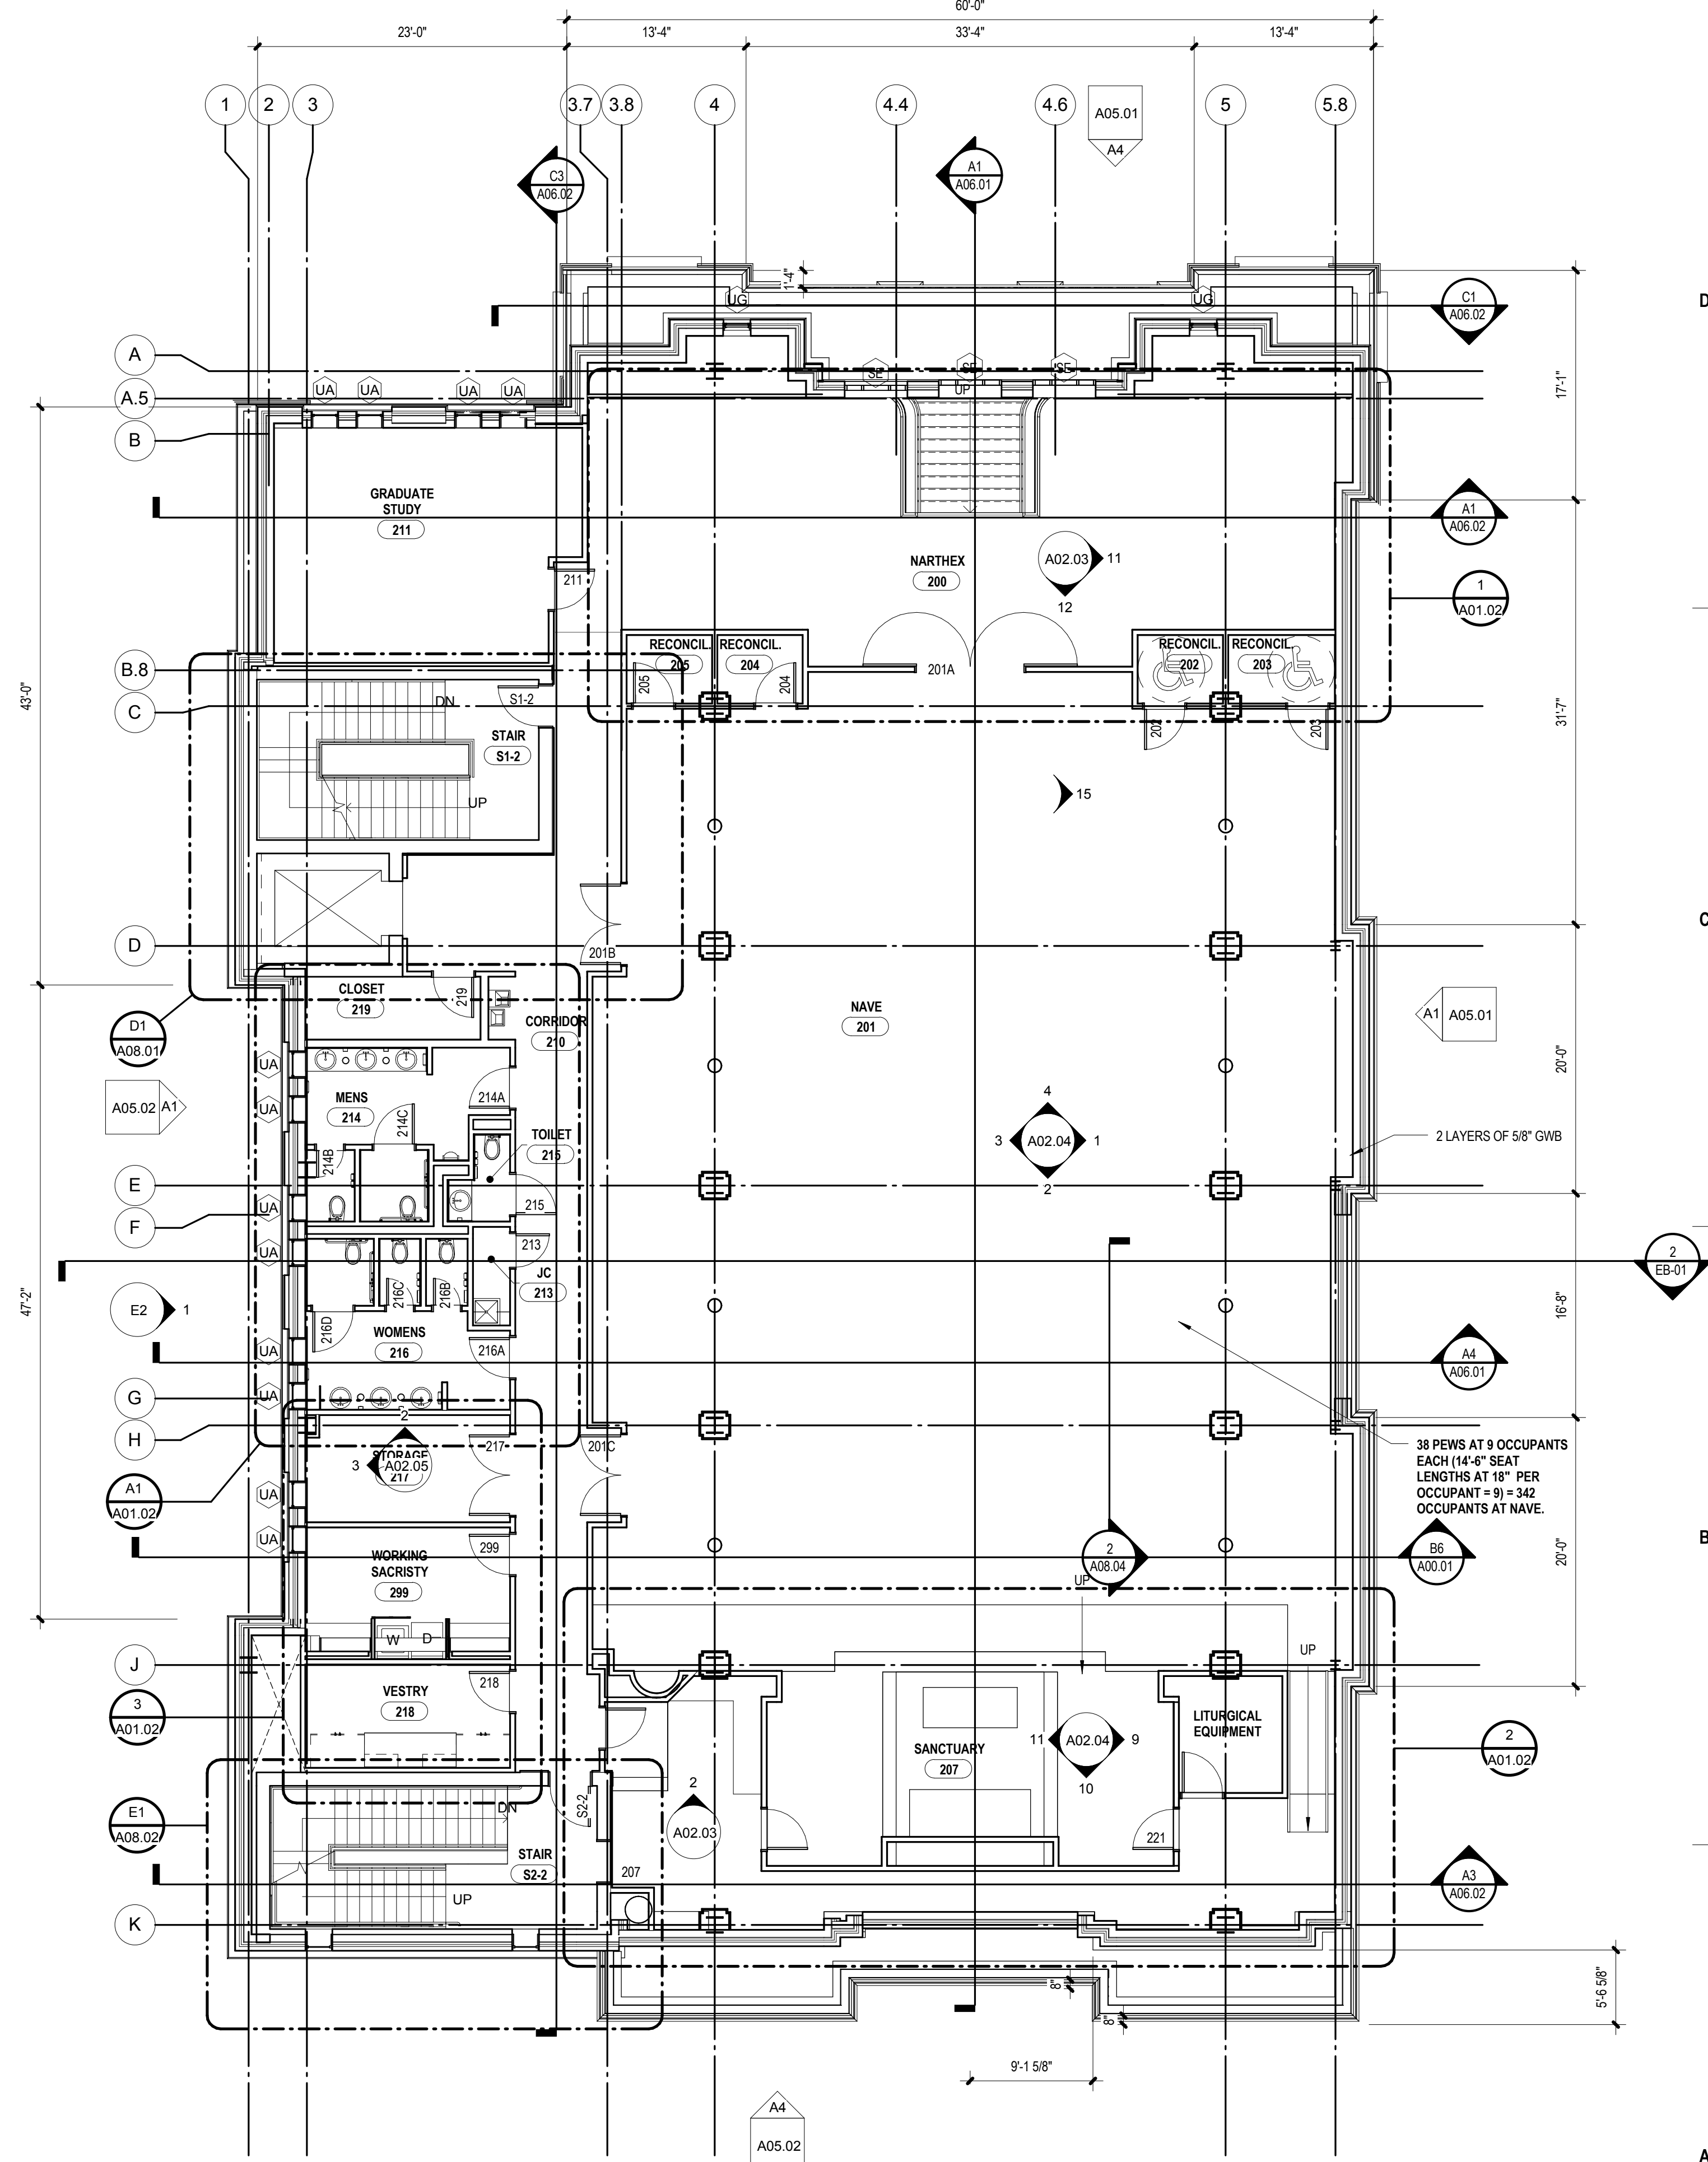 60'-0"
23'-0"
13'-4"
33'-4"
13'-4"
1
2
3
3.7
3.8
4
4.4
4.6
5
5.8
A05.01
A4
C3
A06.02
A1
A06.01
1'-4"
UG
UG
C1
A06.02
D
A
A.5
B
UA
UA
UA
UA
SE
SE
SE
UP
17'-1"
GRADUATE
STUDY
211
A1
A06.02
NARTHEX
200
A02.03
11
12
211
1
A01.02
B.8
C
43'-0"
RECONCIL.
205
RECONCIL.
204
RECONCIL.
202
RECONCIL.
203
201A
205
204
202
203
DN
S1-2
STAIR
S1-2
UP
31'-7"
15
C
D
201B
CLOSET
219
219
CORRIDOR
210
NAVE
201
D1
A08.01
A1
A05.01
UA
UA
A05.02
A1
MENS
214
214A
214C
214B
TOILET
215
4
3
A02.04
1
2
20'-0"
2 LAYERS OF 5/8" GWB
E
F
UA
UA
215
213
JC
213
2
EB-01
47'-2"
E2
1
216C
216B
216D
WOMENS
216
216A
16'-8"
UA
UA
A4
A06.01
G
H
2
3
A02.05
STORAGE
217
217
201C
38 PEWS AT 9 OCCUPANTS
EACH (14'-6" SEAT
LENGTHS AT 18" PER
OCCUPANT = 9) = 342
OCCUPANTS AT NAVE.
A1
A01.02
UA
UA
WORKING
SACRISTY
299
299
2
A08.04
UP
B6
A00.01
20'-0"
B
W
D
J
UP
218
VESTRY
218
3
A01.02
LITURGICAL
EQUIPMENT
SANCTUARY
207
11
A02.04
9
10
2
A01.02
DN
S2-2
2
A02.03
E1
A08.02
STAIR
S2-2
207
221
A3
A06.02
UP
K
8"
8"
5'-6 5/8"
9'-1 5/8"
A4
A05.02
A